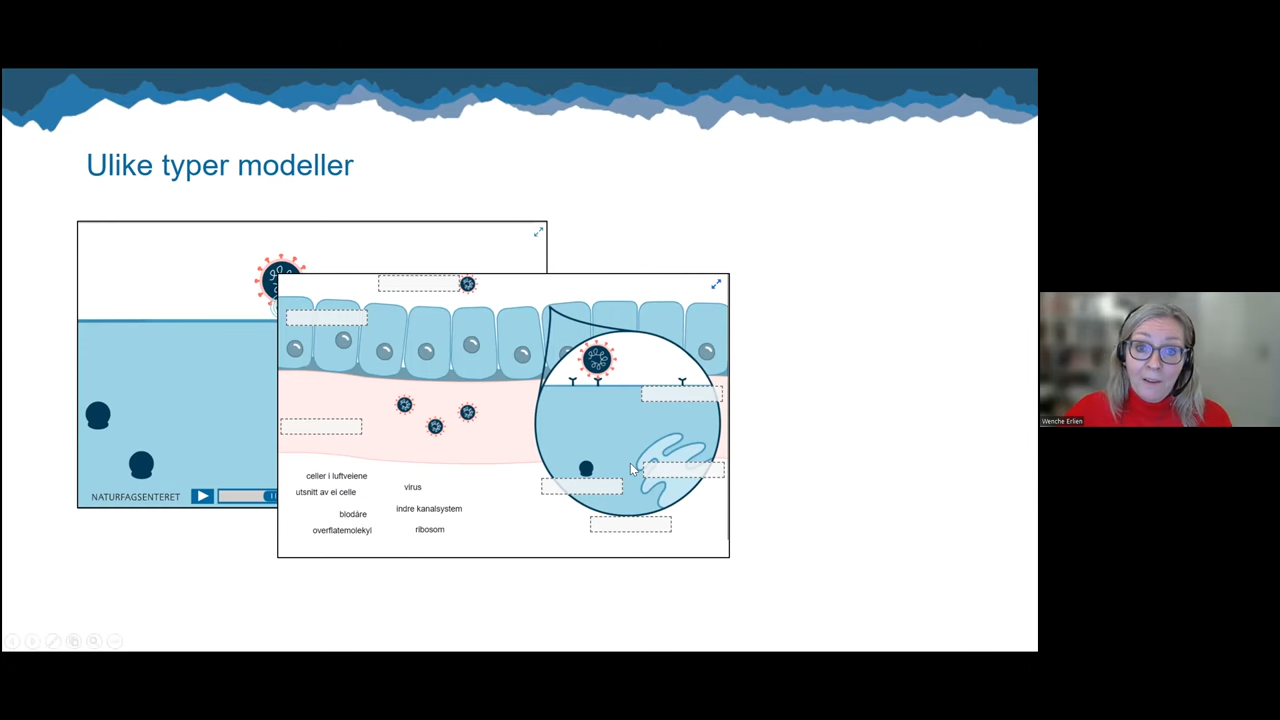 Ulike typer modeller
NATURFAGSENTERET
celler i luftveiene
utsnitt av ei celle
virus
blodåre
indre kanalsystem
overflatemolekyl
ribosom
Wenche Erlien